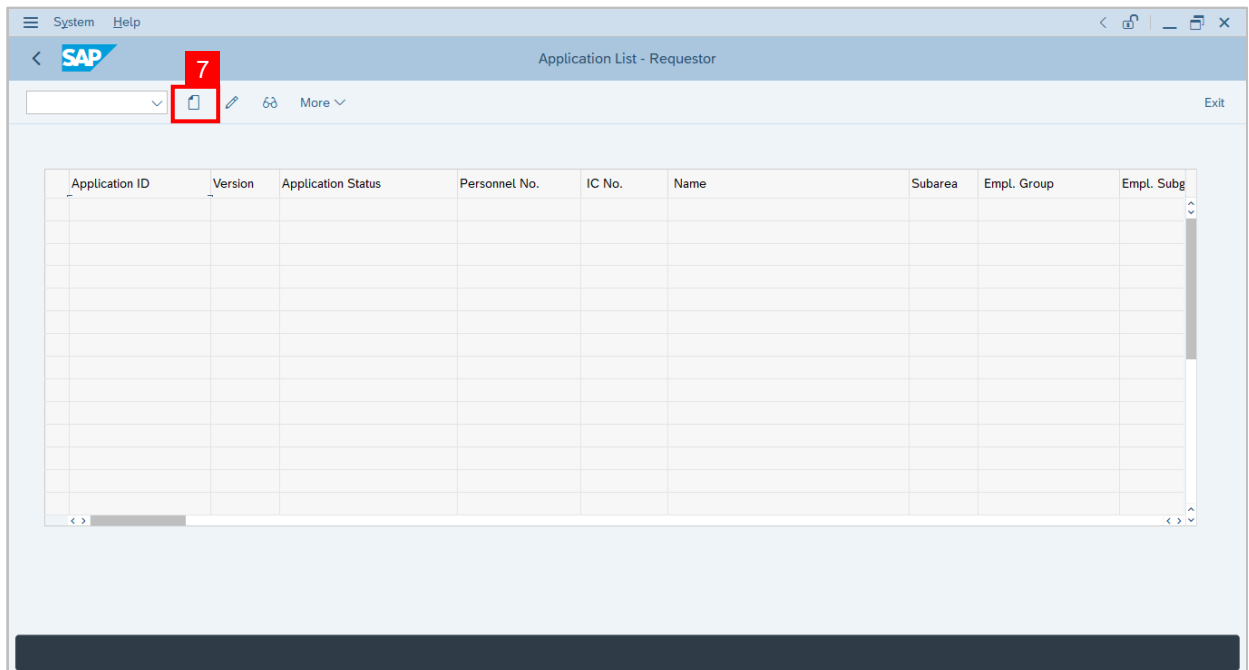 System Help
SAP
Application List - Requestor
7
More
Exit
Application ID Version Application Status Personnel No. IC No. Name Subarea Empl. Group Empl. Subg